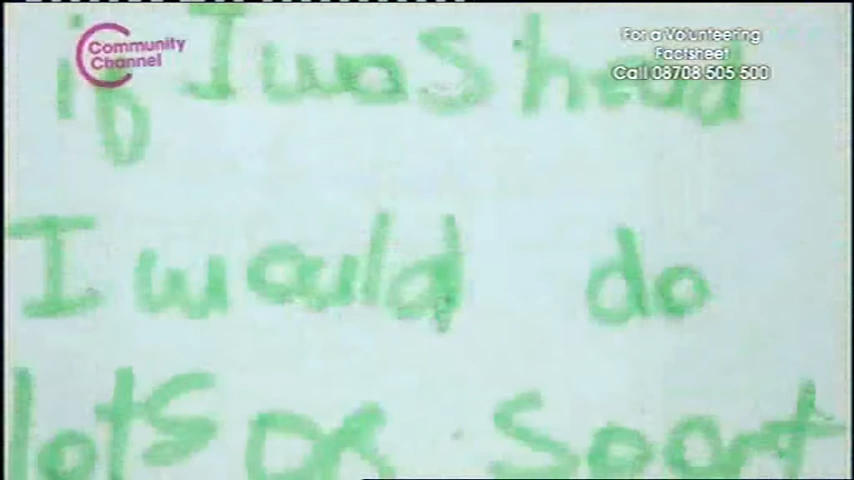 Community
Channel
For a Volunteering
Factsheet
Call 08708 505 500
if I was head
I would do
lots of sport